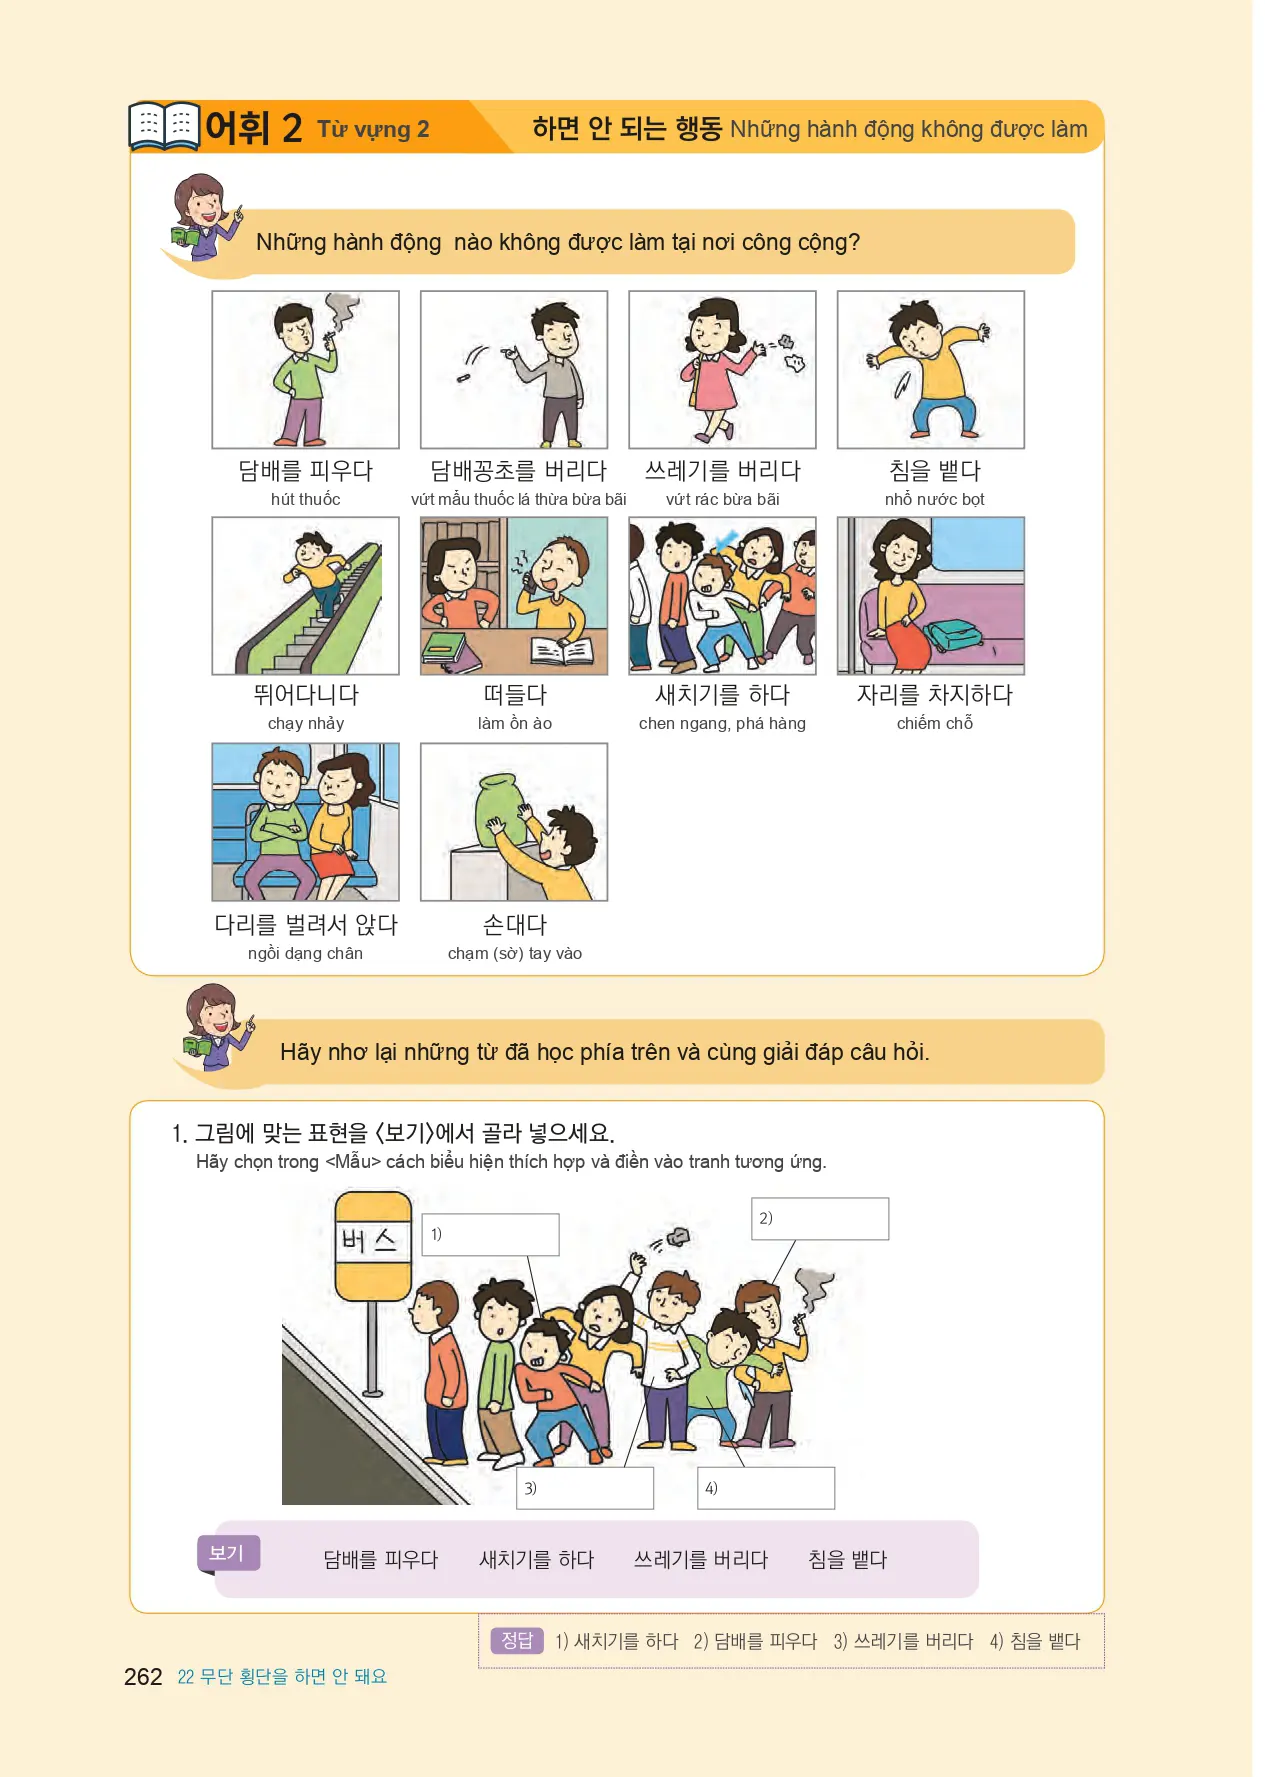 어휘 2 Từ vựng 2 하면 안 되는 행동 Những hành động không được làm
Những hành động nào không được làm tại nơi công cộng?
담배를 피우다 담배꽁초를 버리다 쓰레기를 버리다 침을 뱉다
hút thuốc vứt mẩu thuốc lá thừa bừa bãi vứt rác bừa bãi nhổ nước bọt
뛰어다니다 떠들다 새치기를 하다 자리를 차지하다
chạy nhảy làm ồn ào chen ngang, phá hàng chiếm chỗ
다리를 벌려서 앉다 손대다
ngồi dạng chân chạm (sờ) tay vào
Hãy nhơ lại những từ đã học phía trên và cùng giải đáp câu hỏi.
1. 그림에 맞는 표현을 〈보기〉에서 골라 넣으세요.
Hãy chọn trong <Mẫu> cách biểu hiện thích hợp và điền vào tranh tương ứng.
버스
1)
2)
3)
4)
보기 담배를 피우다 새치기를 하다 쓰레기를 버리다 침을 뱉다
정답 1) 새치기를 하다 2) 담배를 피우다 3) 쓰레기를 버리다 4) 침을 뱉다
262 22 무단 횡단을 하면 안 돼요